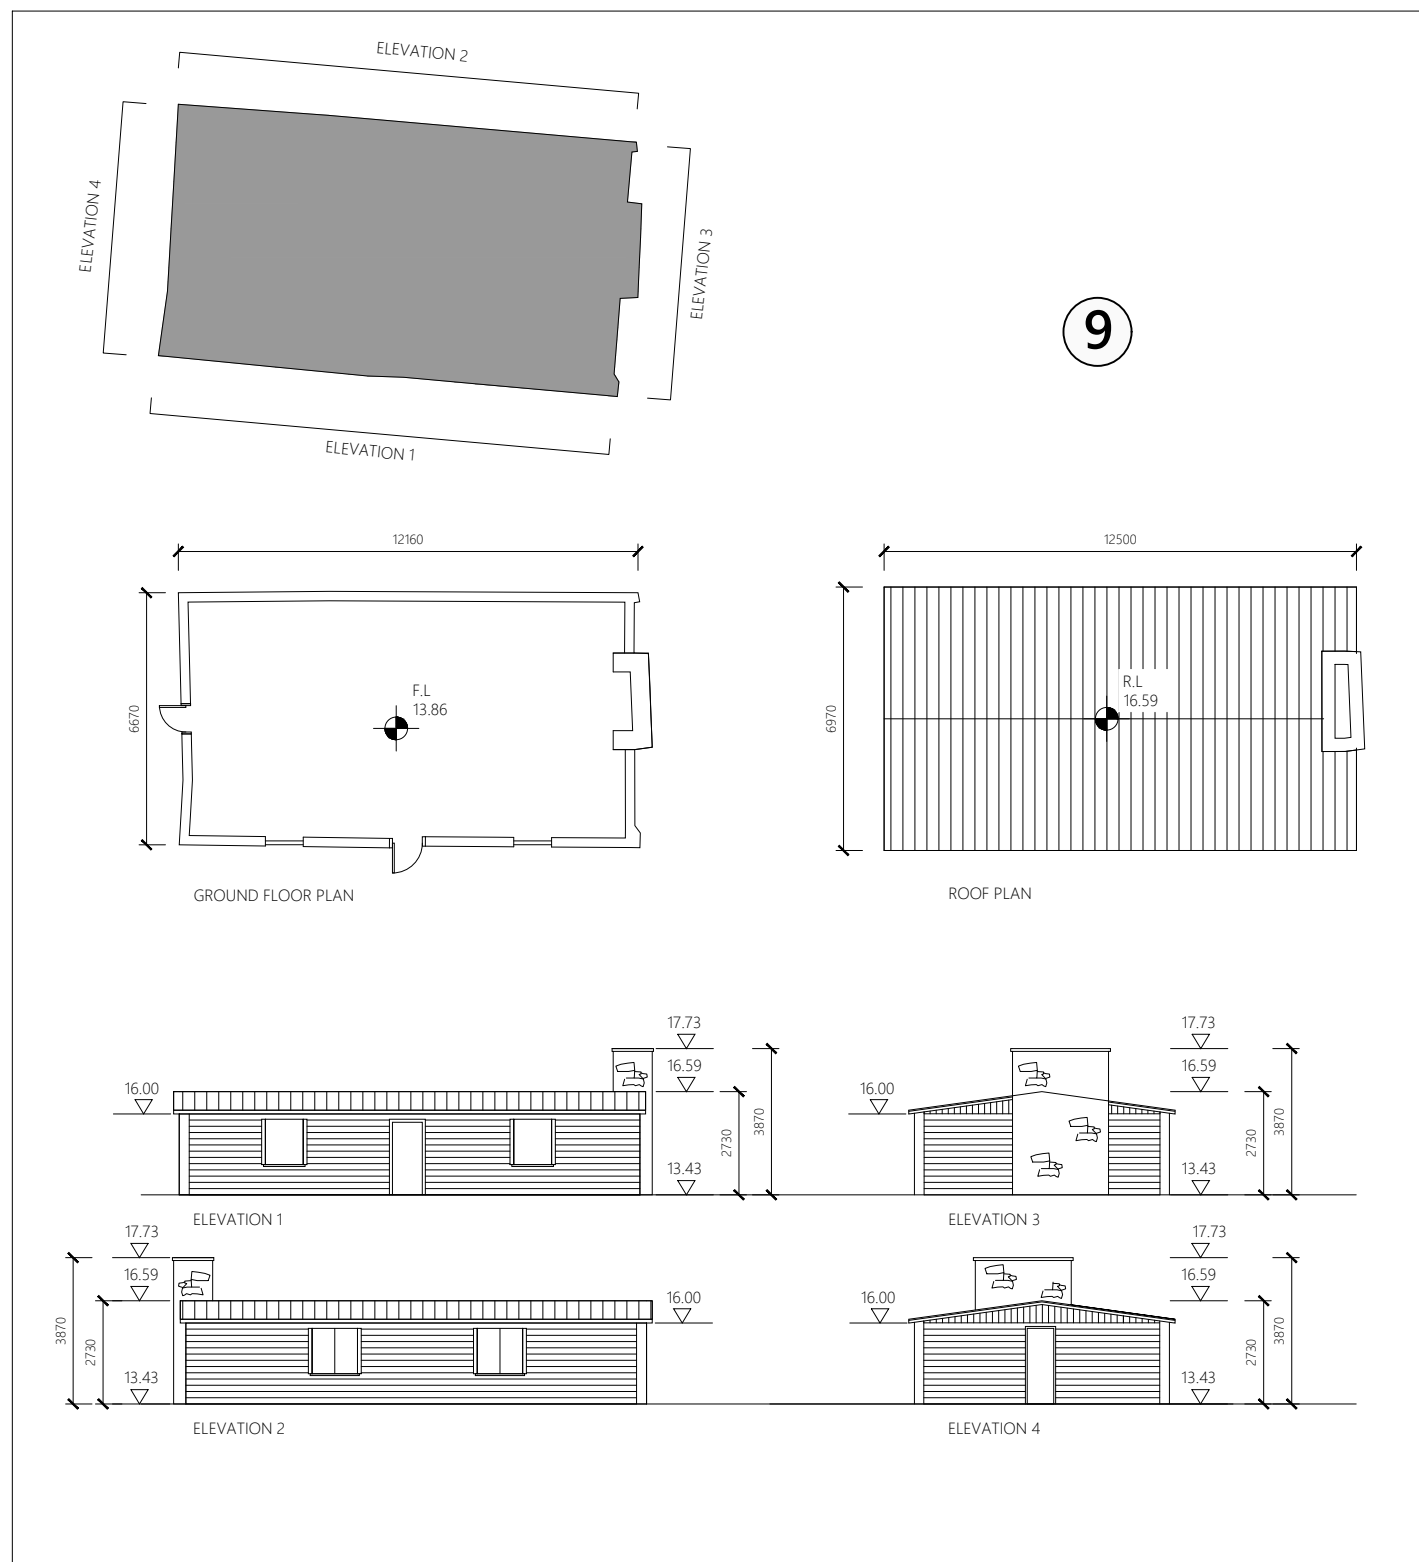 ELEVATION 2
ELEVATION 4
ELEVATION 3
ELEVATION 1
9
12160
6670
F.L
13.86
GROUND FLOOR PLAN
12500
6970
R.L
16.59
ROOF PLAN
16.00
17.73
16.59
13.43
2730
3870
ELEVATION 1
16.00
17.73
16.59
13.43
2730
3870
ELEVATION 3
17.73
16.59
13.43
3870
2730
16.00
ELEVATION 2
16.00
17.73
16.59
13.43
2730
3870
ELEVATION 4